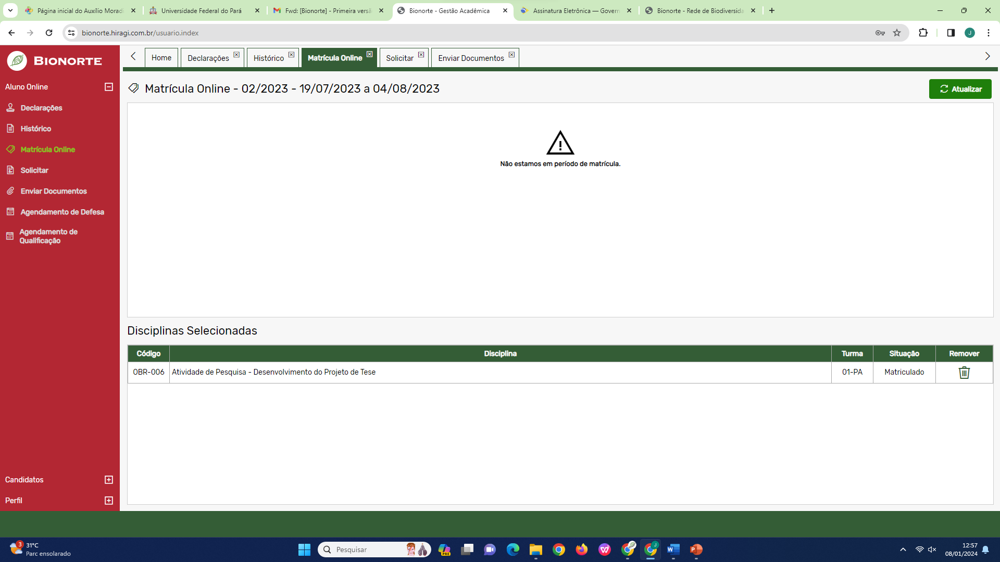 Página inicial do Auxílio Moradi
Universidade Federal do Pará
Fwd: [Bionorte] - Primeira versã
Bionorte - Gestão Acadêmica
Assinatura Eletrônica — Govern
Bionorte - Rede de Biodiversida
bionorte.hiragi.com.br/usuario.index
J
BIONORTE
Home
Declarações
Histórico
Matrícula Online
Solicitar
Enviar Documentos
Aluno Online
Declarações
Histórico
Matrícula Online
Solicitar
Enviar Documentos
Agendamento de Defesa
Agendamento de
Qualificação
Candidatos
Perfil
Matrícula Online - 02/2023 - 19/07/2023 a 04/08/2023
Atualizar
Não estamos em período de matrícula.
Disciplinas Selecionadas
Código Disciplina Turma Situação Remover
OBR-006 Atividade de Pesquisa - Desenvolvimento do Projeto de Tese 01-PA Matriculado
3
31°C
Parc ensolarado
Pesquisar
PRE
J
W
P
12:57
08/01/2024